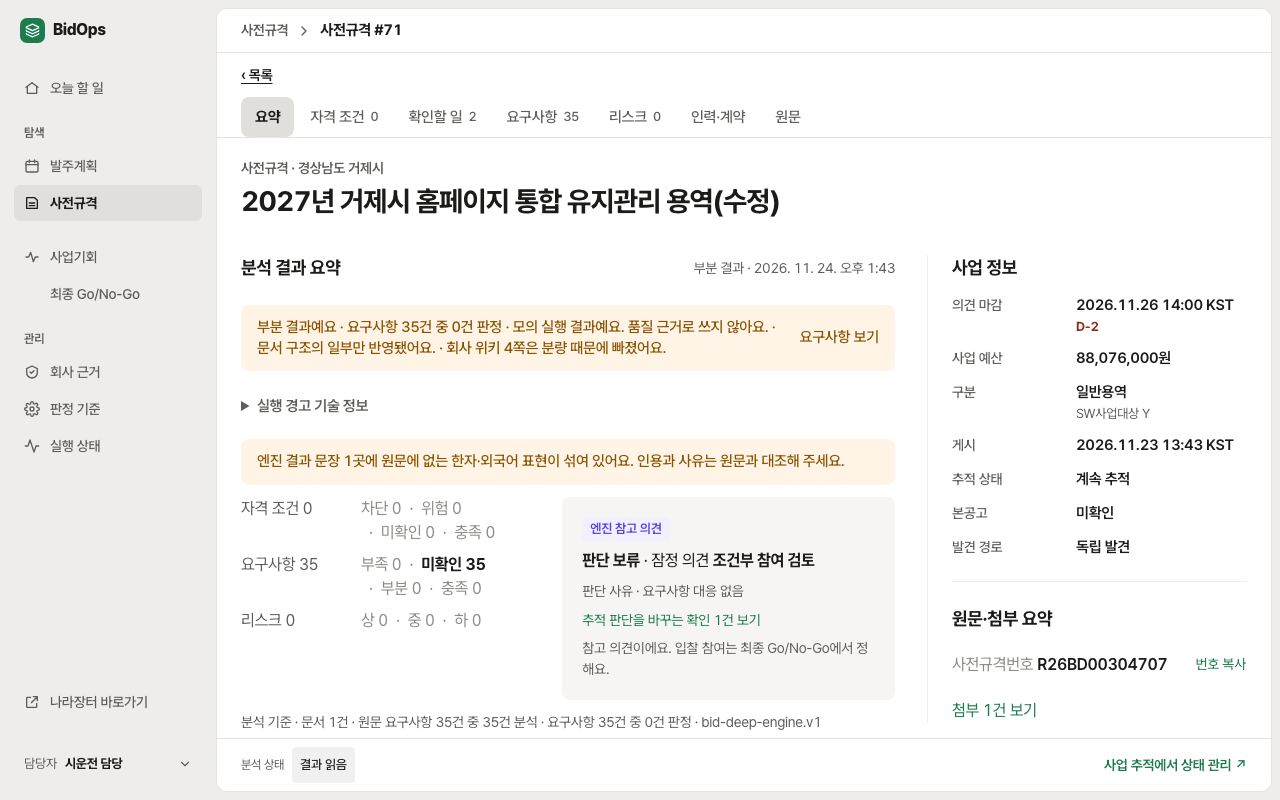 BidOps
오늘 할 일
탐색
발주계획
사전규격
사업기회
최종 Go/No-Go
관리
회사 근거
판정 기준
실행 상태
나라장터 바로가기
담당자 시운전 담당
사전규격 > 사전규격 #71
‹ 목록
요약 자격 조건 0 확인할 일 2 요구사항 35 리스크 0 인력·계약 원문
사전규격 · 경상남도 거제시
2027년 거제시 홈페이지 통합 유지관리 용역(수정)
분석 결과 요약
부분 결과 · 2026. 11. 24. 오후 1:43
부분 결과예요 · 요구사항 35건 중 0건 판정 · 모의 실행 결과예요. 품질 근거로 쓰지 않아요. ·
문서 구조의 일부만 반영됐어요. · 회사 위키 4쪽은 분량 때문에 빠졌어요.
요구사항 보기
▶ 실행 경고 기술 정보
엔진 결과 문장 1곳에 원문에 없는 한자·외국어 표현이 섞여 있어요. 인용과 사유는 원문과 대조해 주세요.
자격 조건 0 차단 0 · 위험 0
· 미확인 0 · 충족 0
요구사항 35 부족 0 · 미확인 35
· 부분 0 · 충족 0
리스크 0 상 0 · 중 0 · 하 0
엔진 참고 의견
판단 보류 · 잠정 의견 조건부 참여 검토
판단 사유 · 요구사항 대응 없음
추적 판단을 바꾸는 확인 1건 보기
참고 의견이에요. 입찰 참여는 최종 Go/No-Go에서 정
해요.
분석 기준 · 문서 1건 · 원문 요구사항 35건 중 35건 분석 · 요구사항 35건 중 0건 판정 · bid-deep-engine.v1
사업 정보
의견 마감 2026.11.26 14:00 KST
D-2
사업 예산 88,076,000원
구분 일반용역
SW사업대상 Y
게시 2026.11.23 13:43 KST
추적 상태 계속 추적
본공고 미확인
발견 경로 독립 발견
원문·첨부 요약
사전규격번호 R26BD00304707 번호 복사
첨부 1건 보기
분석 상태 결과 읽음
사업 추적에서 상태 관리 ↗